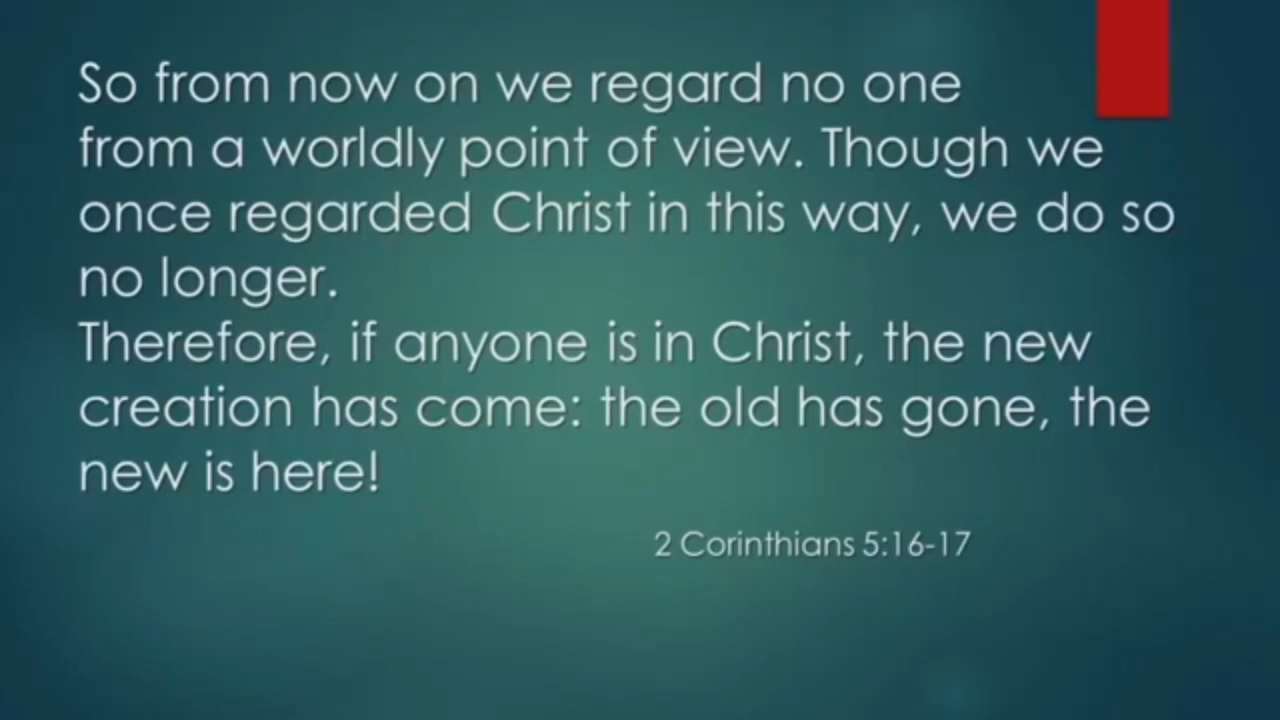 So from now on we regard no one
from a worldly point of view. Though we
once regarded Christ in this way, we do so
no longer.
Therefore, if anyone is in Christ, the new
creation has come: the old has gone, the
new is here!
2 Corinthians 5:16-17